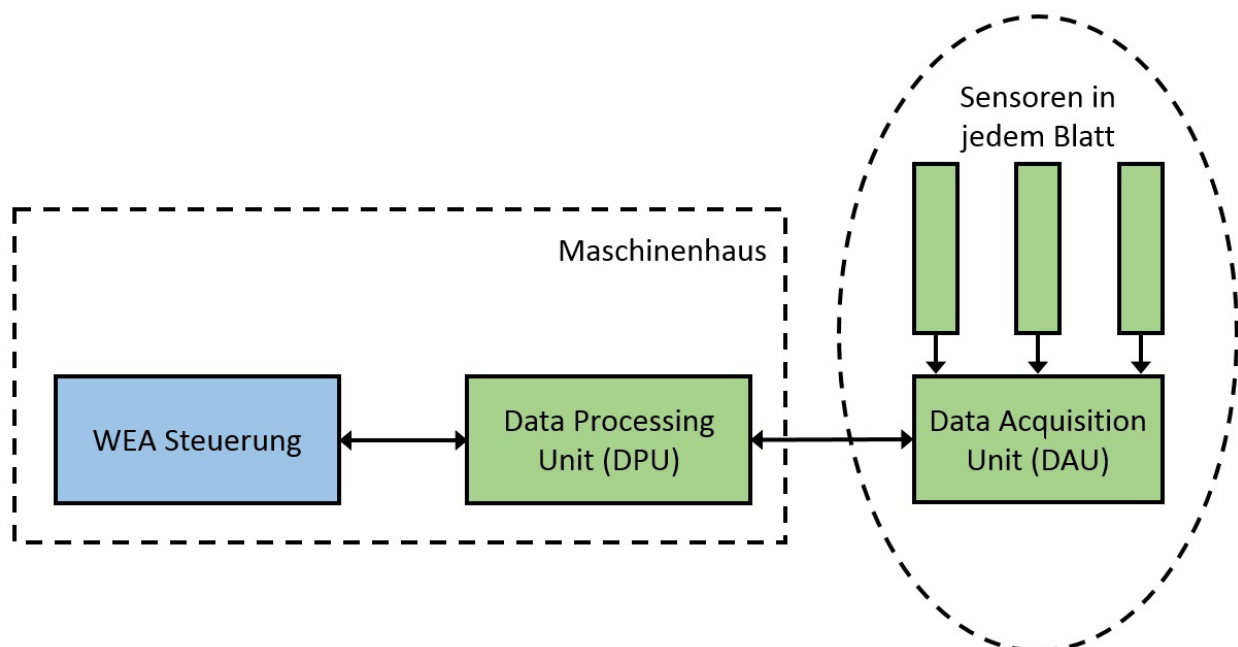 Sensoren in
jedem Blatt
Maschinenhaus
WEA Steuerung
Data Processing
Unit (DPU)
Data Acquisition
Unit (DAU)